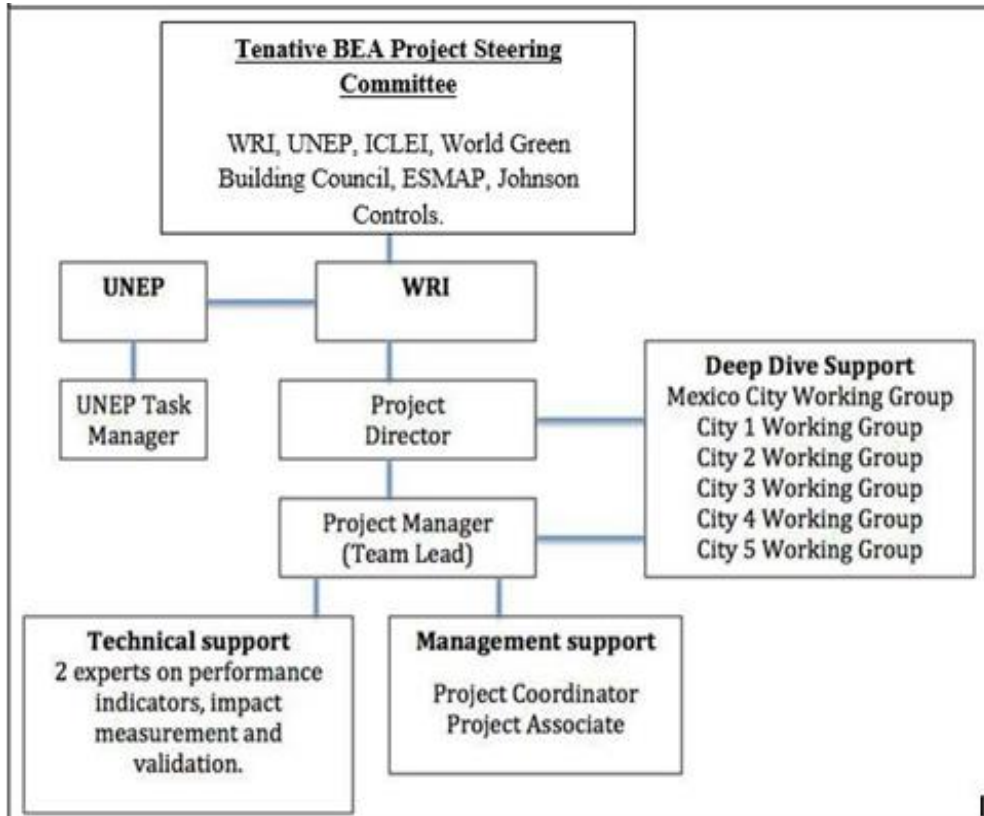 Tenative BEA Project Steering
Committee
WRI, UNEP, ICLEI, World Green
Building Council, ESMAP, Johnson
Controls.
UNEP
WRI
UNEP Task
Manager
Project
Director
Deep Dive Support
Mexico City Working Group
City 1 Working Group
City 2 Working Group
City 3 Working Group
City 4 Working Group
City 5 Working Group
Project Manager
(Team Lead)
Technical support
2 experts on performance
indicators, impact
measurement and
validation.
Management support
Project Coordinator
Project Associate